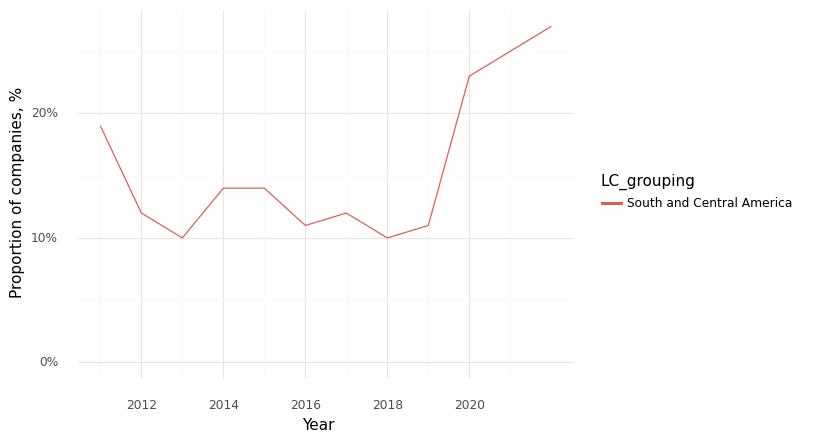 Proportion of companies, %
20%
10%
0%
2012 2014 2016 2018 2020
Year
LC_grouping
South and Central America